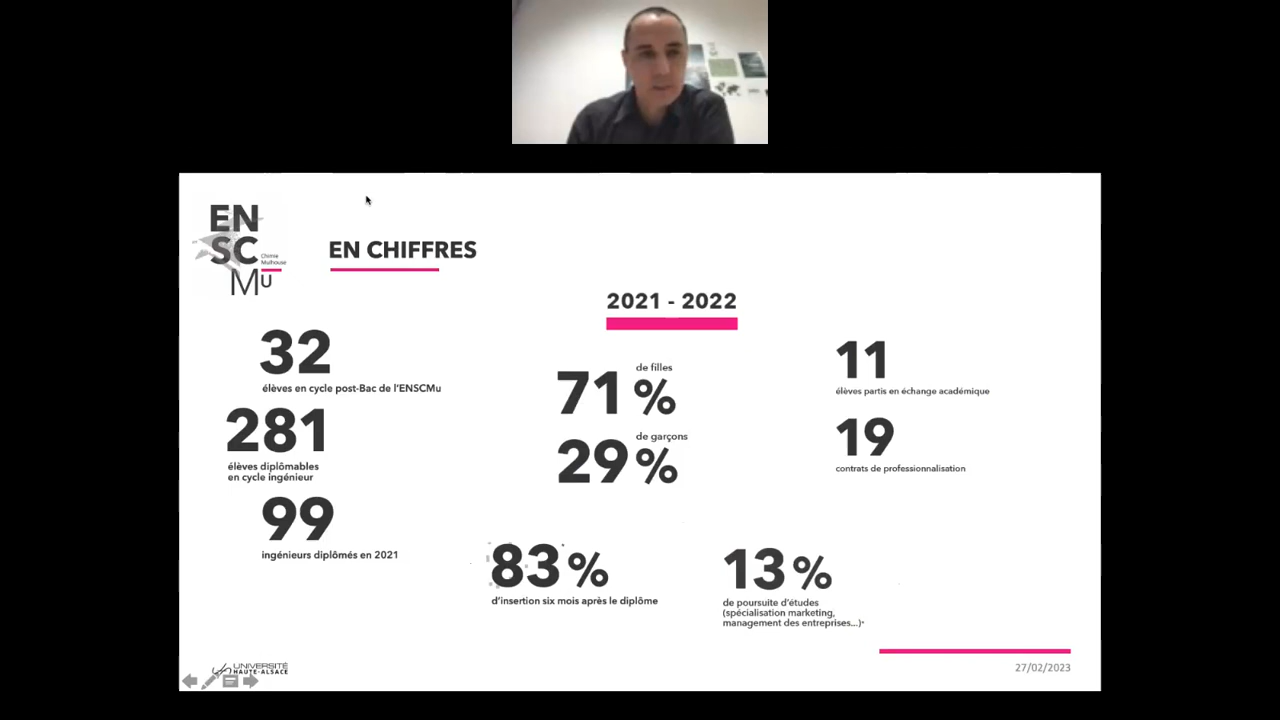 EN
SC
MU
Chimie
Mulhouse
EN CHIFFRES
2021 - 2022
32
élèves en cycle post-Bac de l'ENSCMu
281
élèves diplômables
en cycle ingénieur
99
ingénieurs diplômés en 2021
de filles
71 %
de garçons
29 %
11
élèves partis en échange académique
19
contrats de professionnalisation
83 %
d'insertion six mois après le diplôme
13 %
de poursuite d'études
(spécialisation marketing,
management des entreprises...)*
UNIVERSITÉ
HAUTE-ALSACE
27/02/2023